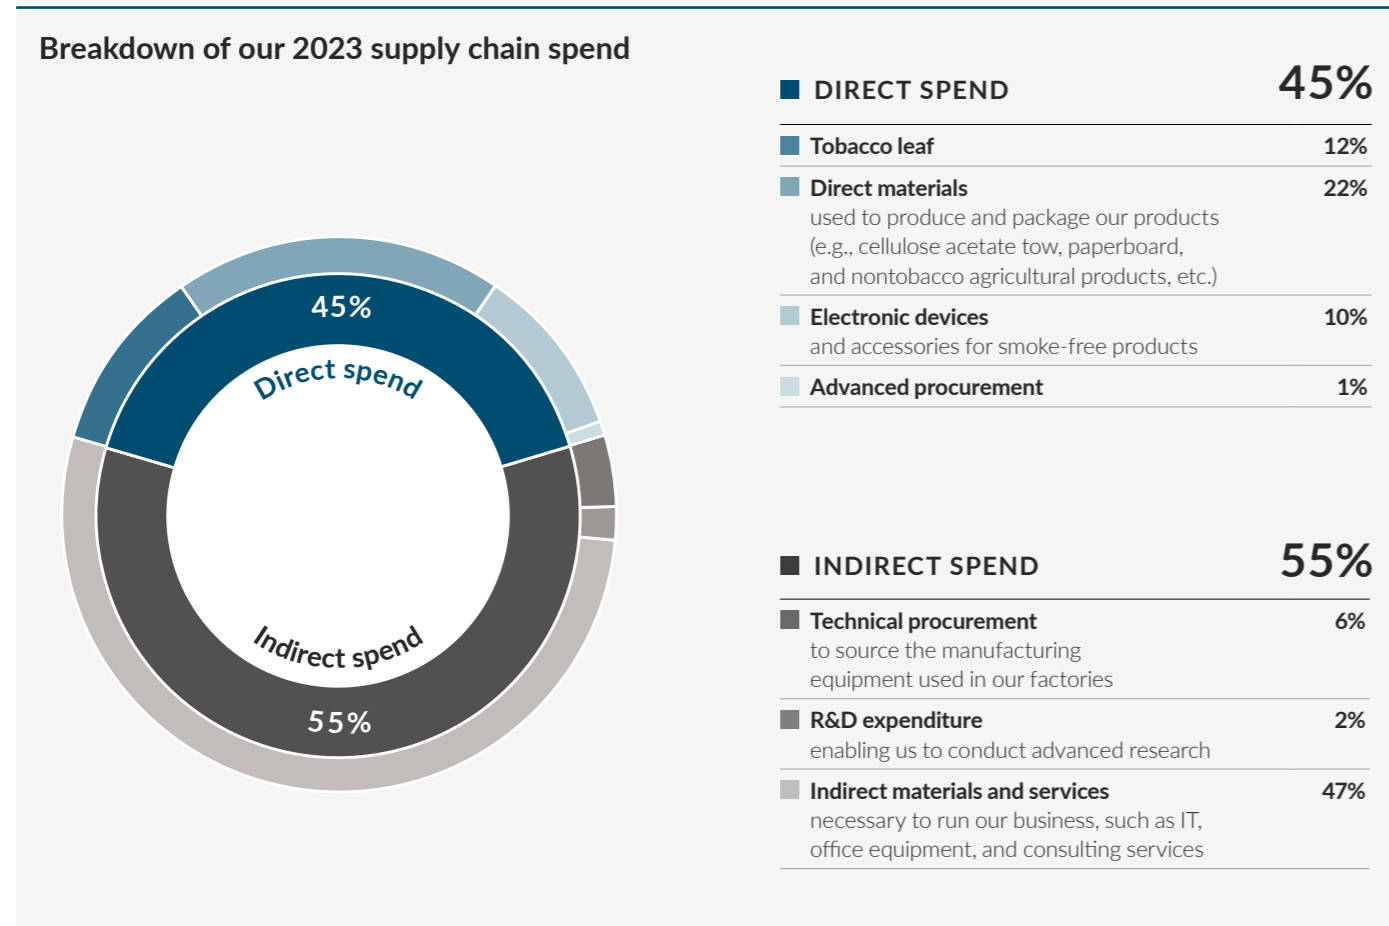 Breakdown of our 2023 supply chain spend
45%
Direct spend
Indirect spend
55%
DIRECT SPEND 45%
Tobacco leaf 12%
Direct materials 22%
used to produce and package our products
(e.g., cellulose acetate tow, paperboard,
and nontobacco agricultural products, etc.)
Electronic devices 10%
and accessories for smoke-free products
Advanced procurement 1%
INDIRECT SPEND 55%
Technical procurement 6%
to source the manufacturing
equipment used in our factories
R&D expenditure 2%
enabling us to conduct advanced research
Indirect materials and services 47%
necessary to run our business, such as IT,
office equipment, and consulting services